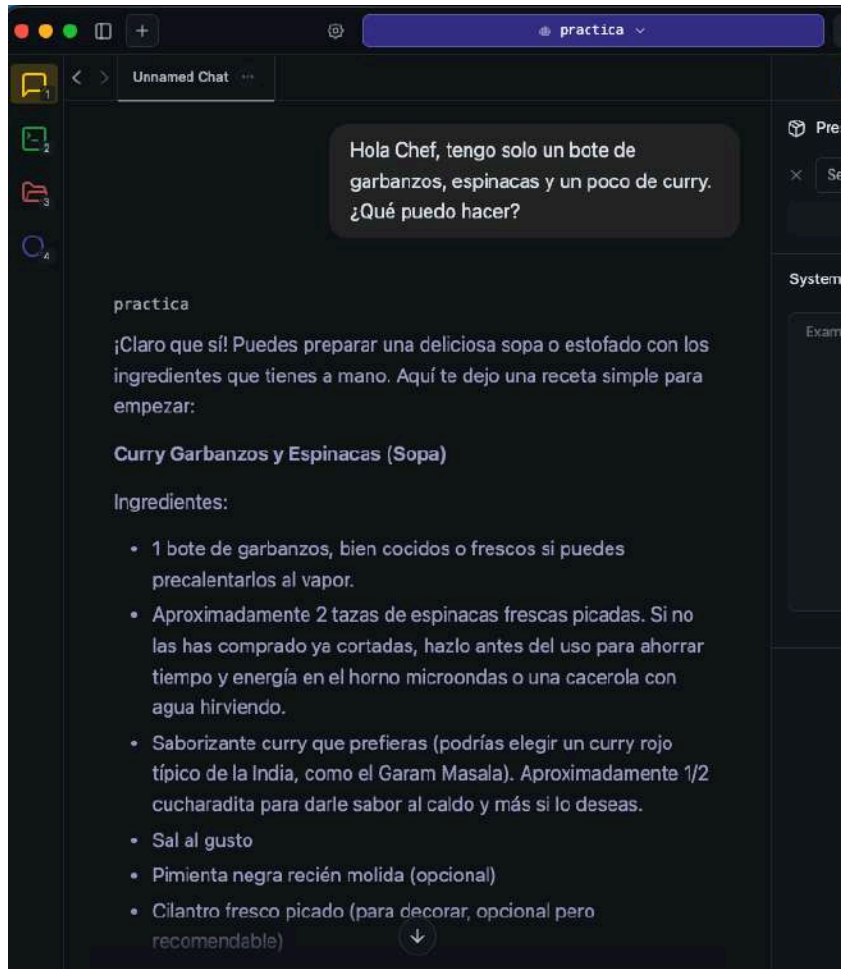 practica
Unnamed Chat ...
1
2
3
4
Hola Chef, tengo solo un bote de
garbanzos, espinacas y un poco de curry.
¿Qué puedo hacer?
practica
¡Claro que sí! Puedes preparar una deliciosa sopa o estofado con los
ingredientes que tienes a mano. Aquí te dejo una receta simple para
empezar:
Curry Garbanzos y Espinacas (Sopa)
Ingredientes:
• 1 bote de garbanzos, bien cocidos o frescos si puedes
precalentarlos al vapor.
• Aproximadamente 2 tazas de espinacas frescas picadas. Si no
las has comprado ya cortadas, hazlo antes del uso para ahorrar
tiempo y energía en el horno microondas o una cacerola con
agua hirviendo.
• Saborizante curry que prefieras (podrías elegir un curry rojo
típico de la India, como el Garam Masala). Aproximadamente 1/2
cucharadita para darle sabor al caldo y más si lo deseas.
• Sal al gusto
• Pimienta negra recién molida (opcional)
• Cilantro fresco picado (para decorar, opcional pero
recomendable)
Pre
Se
System
Exam